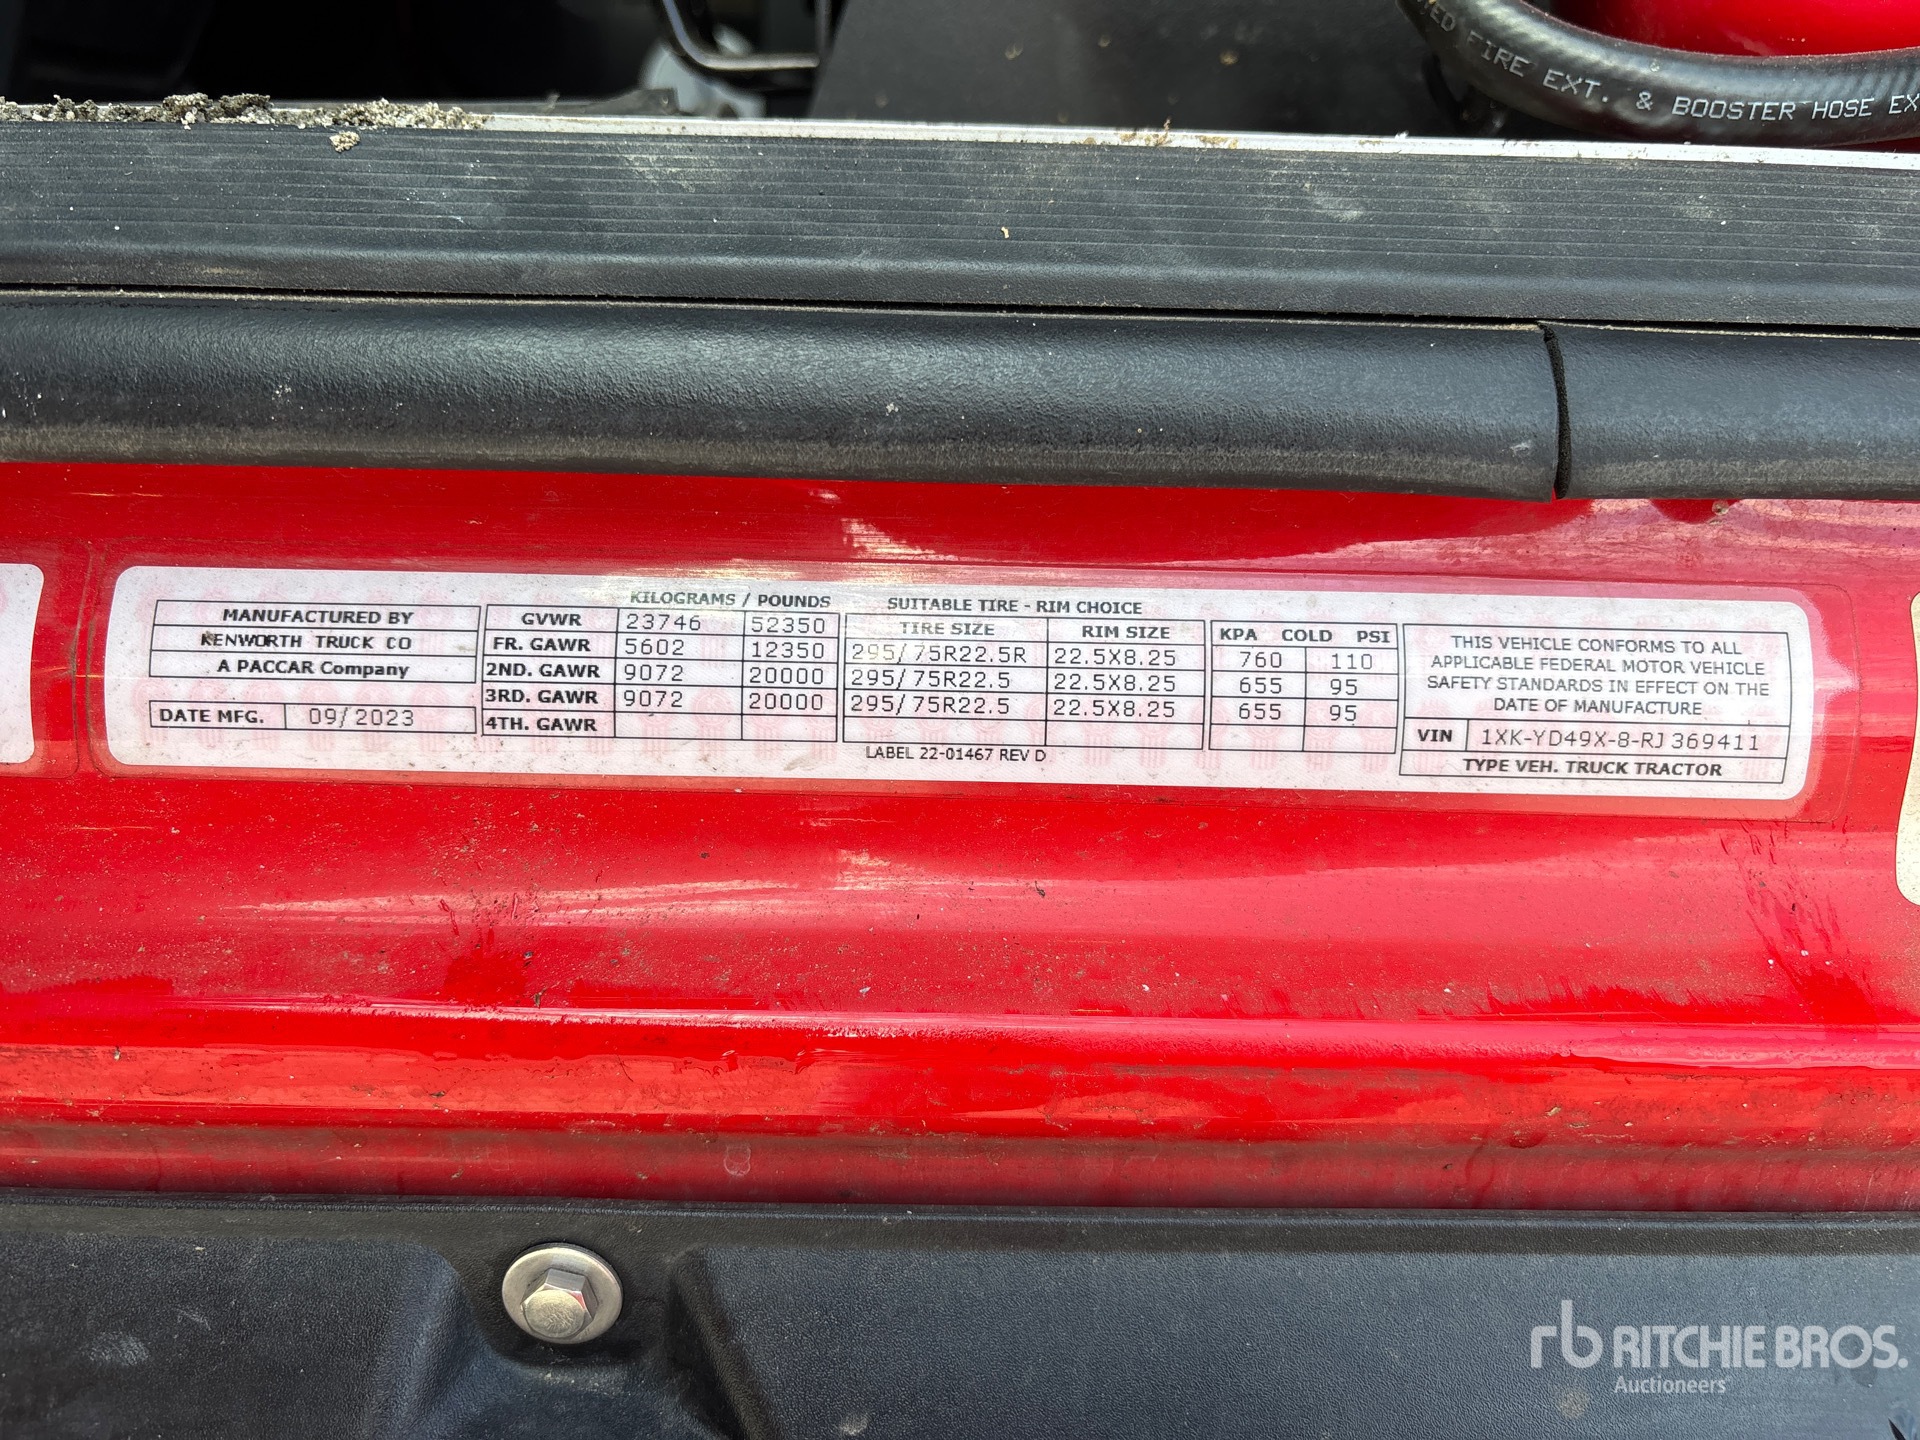 FIRE EXT. & BOOSTER HOSE
MANUFACTURED BY
KENWORTH TRUCK CO
A PACCAR Company
DATE MFG. 09/2023
KILOGRAMS / POUNDS
GVWR 23746 52350
FR. GAWR 5602 12350
2ND. GAWR 9072 20000
3RD. GAWR 9072 20000
4TH. GAWR
SUITABLE TIRE - RIM CHOICE
TIRE SIZE RIM SIZE
295/75R22.5R 22.5X8.25
295/75R22.5 22.5X8.25
295/75R22.5 22.5X8.25
LABEL 22-01467 REV D
KPA COLD PSI
760 110
655 95
655 95
THIS VEHICLE CONFORMS TO ALL
APPLICABLE FEDERAL MOTOR VEHICLE
SAFETY STANDARDS IN EFFECT ON THE
DATE OF MANUFACTURE
VIN 1XK-YD49X-8-RJ369411
TYPE VEH. TRUCK TRACTOR
rb RITCHIE BROS.
Auctioneers